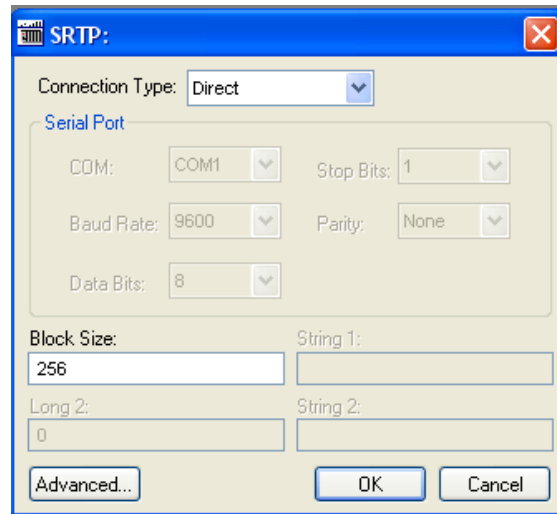 SRTP:
Connection Type: Direct
Serial Port
COM: COM1 Stop Bits: 1
Baud Rate: 9600 Parity: None
Data Bits: 8
Block Size: String 1:
256
Long 2: String 2:
0
Advanced... OK Cancel